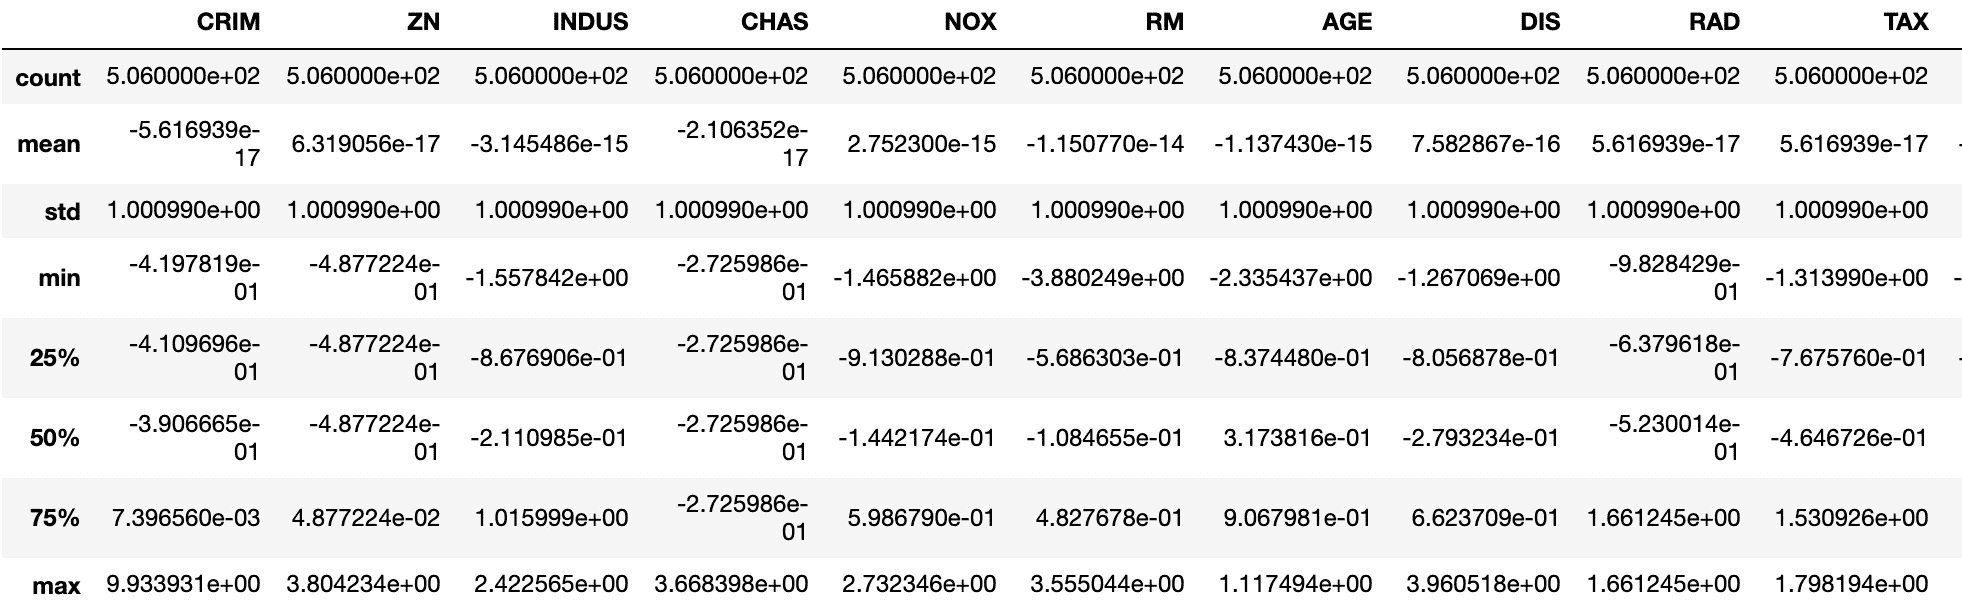 CRIM ZN INDUS CHAS NOX RM AGE DIS RAD TAX
count 5.060000e+02 5.060000e+02 5.060000e+02 5.060000e+02 5.060000e+02 5.060000e+02 5.060000e+02 5.060000e+02 5.060000e+02 5.060000e+02
-5.616939e- -2.106352e-
mean 6.319056e-17 -3.145486e-15 2.752300e-15 -1.150770e-14 -1.137430e-15 7.582867e-16 5.616939e-17 5.616939e-17 -
17 17
std 1.000990e+00 1.000990e+00 1.000990e+00 1.000990e+00 1.000990e+00 1.000990e+00 1.000990e+00 1.000990e+00 1.000990e+00 1.000990e+00
-4.197819e- -4.877224e- -2.725986e- -9.828429e-
min -1.557842e+00 -1.465882e+00 -3.880249e+00 -2.335437e+00 -1.267069e+00 -1.313990e+00 -
01 01 01 01
-4.109696e- -4.877224e- -2.725986e- -6.379618e-
25% -8.676906e-01 -9.130288e-01 -5.686303e-01 -8.374480e-01 -8.056878e-01 -7.675760e-01 -
01 01 01 01
-3.906665e- -4.877224e- -2.725986e- -5.230014e-
50% -2.110985e-01 -1.442174e-01 -1.084655e-01 3.173816e-01 -2.793234e-01 -4.646726e-01
01 01 01 01
-2.725986e-
75% 7.396560e-03 4.877224e-02 1.015999e+00 5.986790e-01 4.827678e-01 9.067981e-01 6.623709e-01 1.661245e+00 1.530926e+00
01
max 9.933931e+00 3.804234e+00 2.422565e+00 3.668398e+00 2.732346e+00 3.555044e+00 1.117494e+00 3.960518e+00 1.661245e+00 1.798194e+00